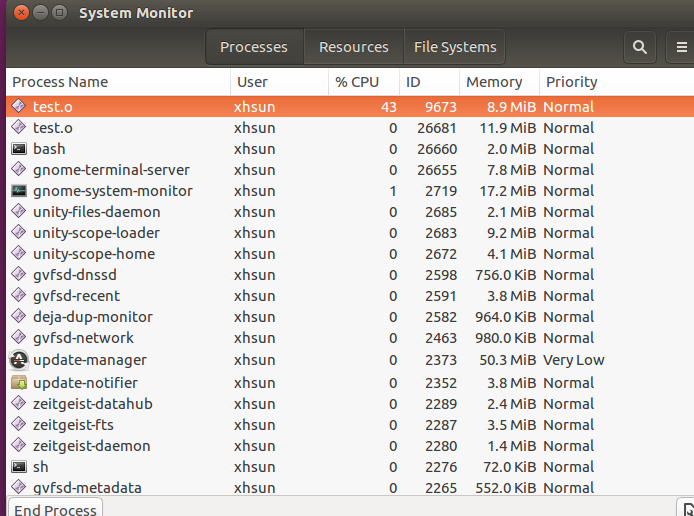 System Monitor
Processes Resources File Systems
Process Name User % CPU ID Memory Priority
test.o xhsun 43 9673 8.9 MiB Normal
test.o xhsun 0 26681 11.9 MiB Normal
bash xhsun 0 26660 2.0 MiB Normal
gnome-terminal-server xhsun 0 26655 7.8 MiB Normal
gnome-system-monitor xhsun 1 2719 17.2 MiB Normal
unity-files-daemon xhsun 0 2685 2.1 MiB Normal
unity-scope-loader xhsun 0 2683 9.2 MiB Normal
unity-scope-home xhsun 0 2672 4.1 MiB Normal
gvfsd-dnssd xhsun 0 2598 756.0 KiB Normal
gvfsd-recent xhsun 0 2591 3.8 MiB Normal
deja-dup-monitor xhsun 0 2582 964.0 KiB Normal
gvfsd-network xhsun 0 2463 980.0 KiB Normal
update-manager xhsun 0 2373 50.3 MiB Very Low
update-notifier xhsun 0 2352 3.8 MiB Normal
zeitgeist-datahub xhsun 0 2289 2.4 MiB Normal
zeitgeist-fts xhsun 0 2287 3.5 MiB Normal
zeitgeist-daemon xhsun 0 2280 1.4 MiB Normal
sh xhsun 0 2276 72.0 KiB Normal
gvfsd-metadata xhsun 0 2265 552.0 KiB Normal
End Process